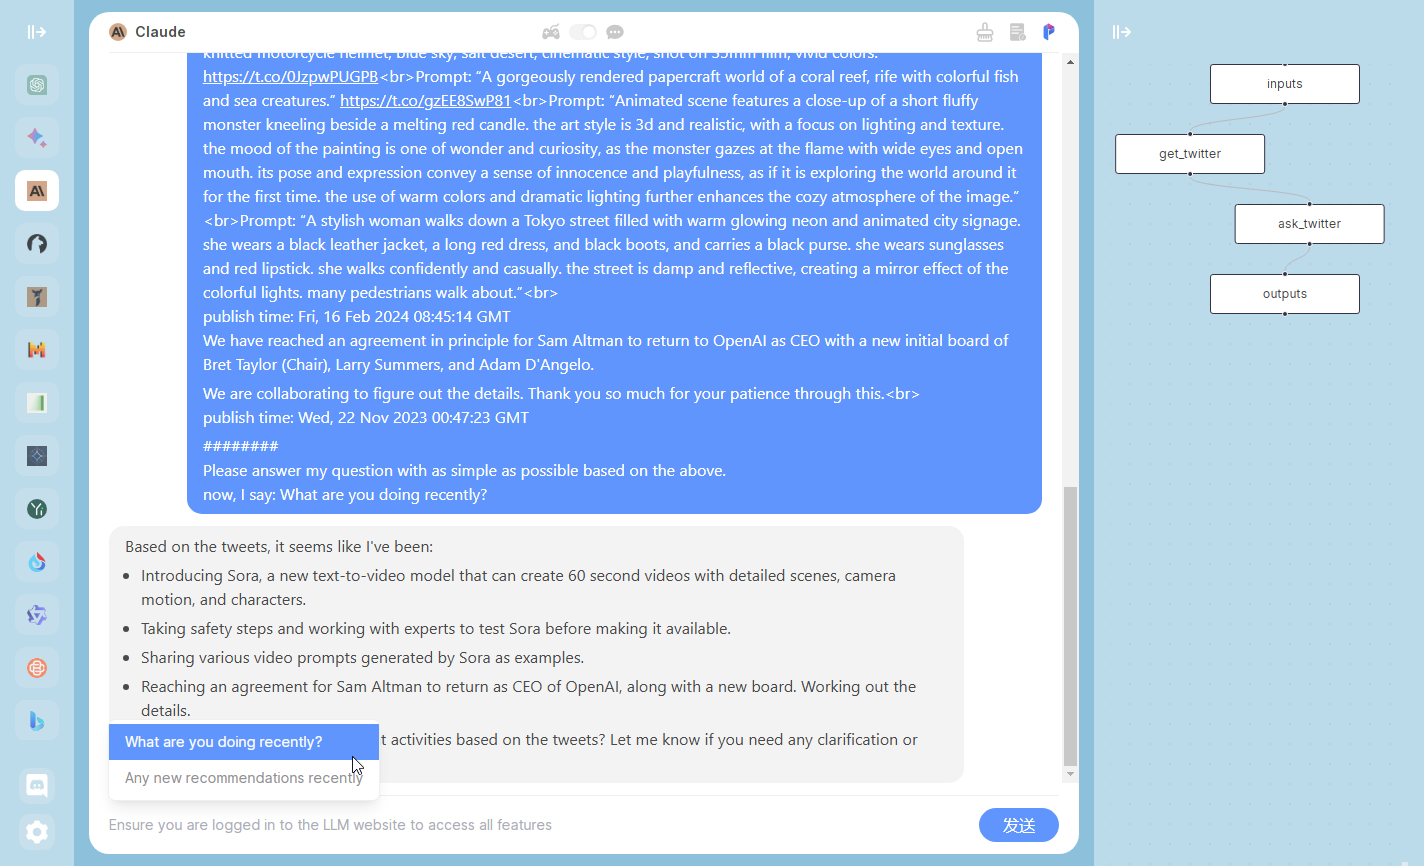 Claude
knitted motorcycle helmet, blue sky, salt desert, cinematic style, shot on 35mm film, vivid colors."
https://t.co/0JzpwPUGPB<br>Prompt: “A gorgeously rendered papercraft world of a coral reef, rife with colorful fish
and sea creatures.” https://t.co/gzEE8SwP81<br>Prompt: “Animated scene features a close-up of a short fluffy
monster kneeling beside a melting red candle. the art style is 3d and realistic, with a focus on lighting and texture.
the mood of the painting is one of wonder and curiosity, as the monster gazes at the flame with wide eyes and open
mouth. its pose and expression convey a sense of innocence and playfulness, as if it is exploring the world around it
for the first time. the use of warm colors and dramatic lighting further enhances the cozy atmosphere of the image.”
<br>Prompt: “A stylish woman walks down a Tokyo street filled with warm glowing neon and animated city signage.
she wears a black leather jacket, a long red dress, and black boots, and carries a black purse. she wears sunglasses
and red lipstick. she walks confidently and casually. the street is damp and reflective, creating a mirror effect of the
colorful lights. many pedestrians walk about.”<br>
publish time: Fri, 16 Feb 2024 08:45:14 GMT
We have reached an agreement in principle for Sam Altman to return to OpenAI as CEO with a new initial board of
Bret Taylor (Chair), Larry Summers, and Adam D'Angelo.
We are collaborating to figure out the details. Thank you so much for your patience through this.<br>
publish time: Wed, 22 Nov 2023 00:47:23 GMT
########
Please answer my question with as simple as possible based on the above.
now, I say: What are you doing recently?
Based on the tweets, it seems like I've been:
Introducing Sora, a new text-to-video model that can create 60 second videos with detailed scenes, camera
motion, and characters.
Taking safety steps and working with experts to test Sora before making it available.
Sharing various video prompts generated by Sora as examples.
Reaching an agreement for Sam Altman to return as CEO of OpenAI, along with a new board. Working out the
details.
t activities based on the tweets? Let me know if you need any clarification or
What are you doing recently?
Any new recommendations recently
Ensure you are logged in to the LLM website to access all features
发送
inputs
get_twitter
ask_twitter
outputs